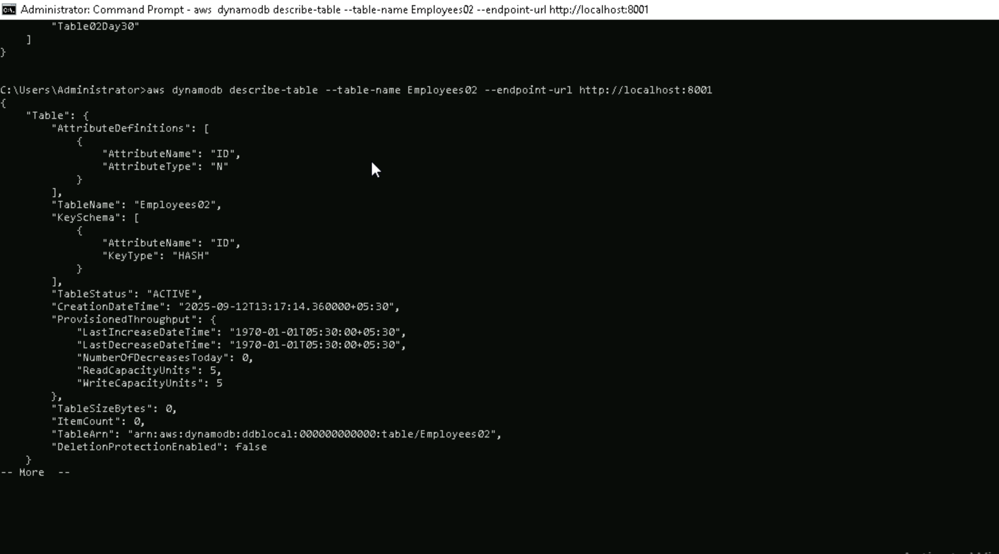 Administrator: Command Prompt - aws  dynamodb describe-table --table-name Employees02 --endpoint-url http://localhost:8001
        "Table02Day30"
    ]
}
C:\Users\Administrator>aws dynamodb describe-table --table-name Employees02 --endpoint-url http://localhost:8001
{
    "Table": {
        "AttributeDefinitions": [
            {
                "AttributeName": "ID",
                "AttributeType": "N"
            }
        ],
        "TableName": "Employees02",
        "KeySchema": [
            {
                "AttributeName": "ID",
                "KeyType": "HASH"
            }
        ],
        "TableStatus": "ACTIVE",
        "CreationDateTime": "2025-09-12T13:17:14.360000+05:30",
        "ProvisionedThroughput": {
            "LastIncreaseDateTime": "1970-01-01T05:30:00+05:30",
            "LastDecreaseDateTime": "1970-01-01T05:30:00+05:30",
            "NumberOfDecreasesToday": 0,
            "ReadCapacityUnits": 5,
            "WriteCapacityUnits": 5
        },
        "TableSizeBytes": 0,
        "ItemCount": 0,
        "TableArn": "arn:aws:dynamodb:ddblocal:000000000000:table/Employees02",
        "DeletionProtectionEnabled": false
    }
-- More  --